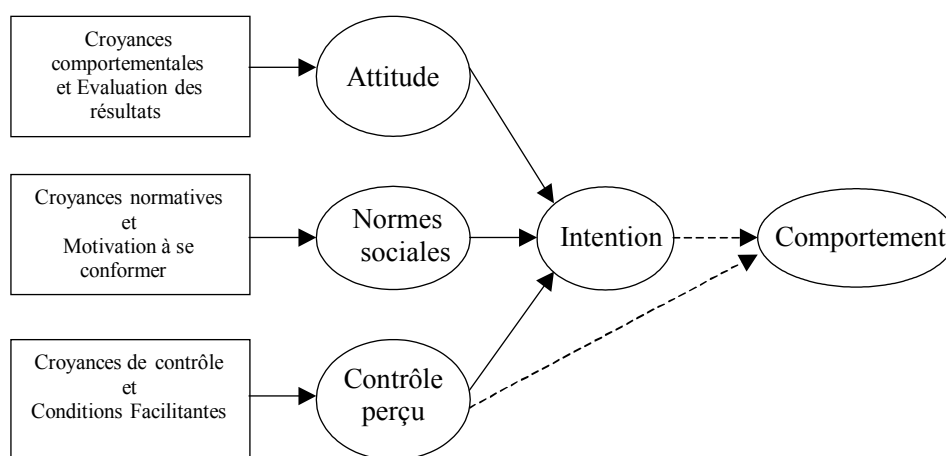 Croyances
comportementales
et Evaluation des
résultats
Attitude
Croyances normatives
et
Motivation à se
conformer
Normes
sociales
Intention
Comportement
Croyances de contrôle
et
Conditions Facilitantes
Contrôle
perçu